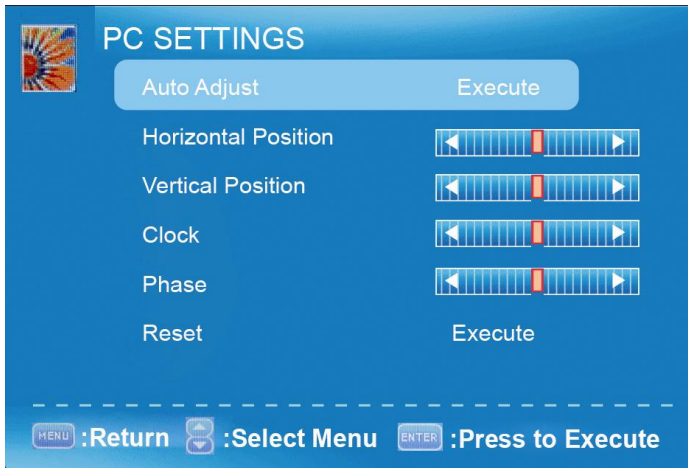 PC SETTINGS
Auto Adjust Execute
Horizontal Position
Vertical Position
Clock
Phase
Reset Execute
MENU :Return :Select Menu ENTER :Press to Execute